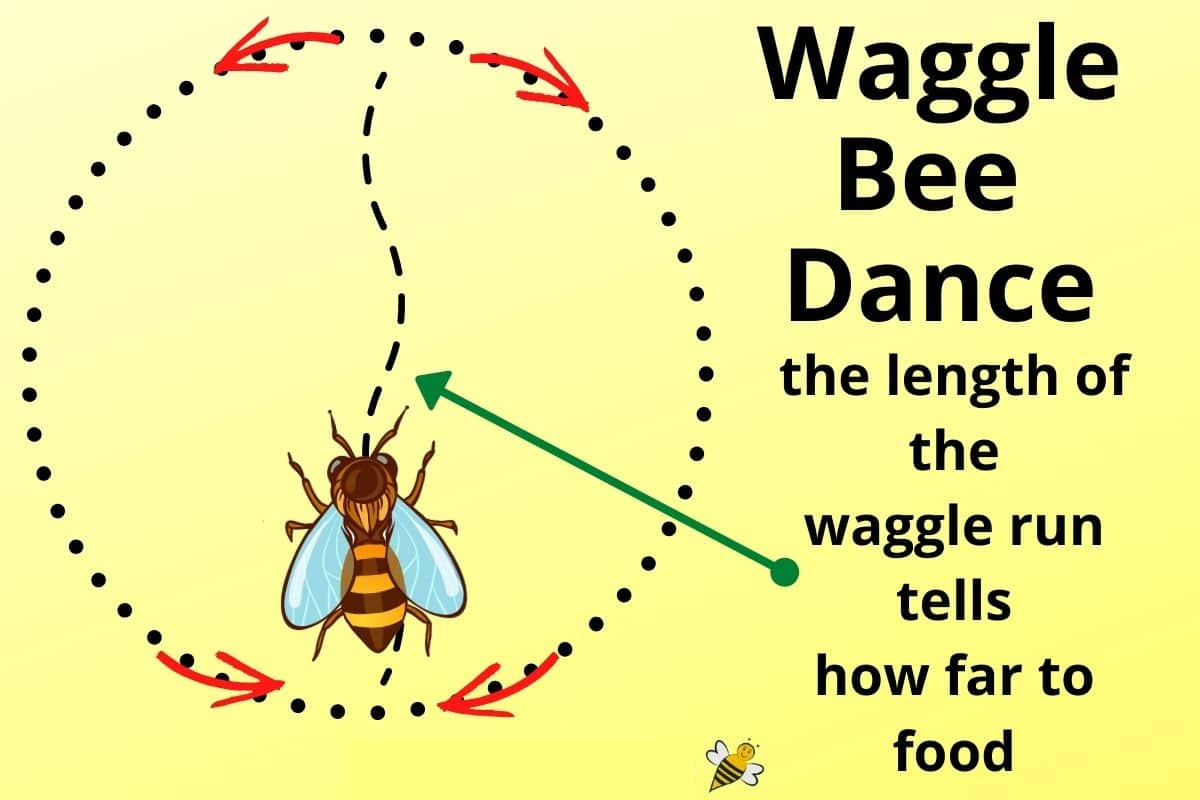 Waggle
Bee
Dance
the length of
the
waggle run
tells
how far to
food